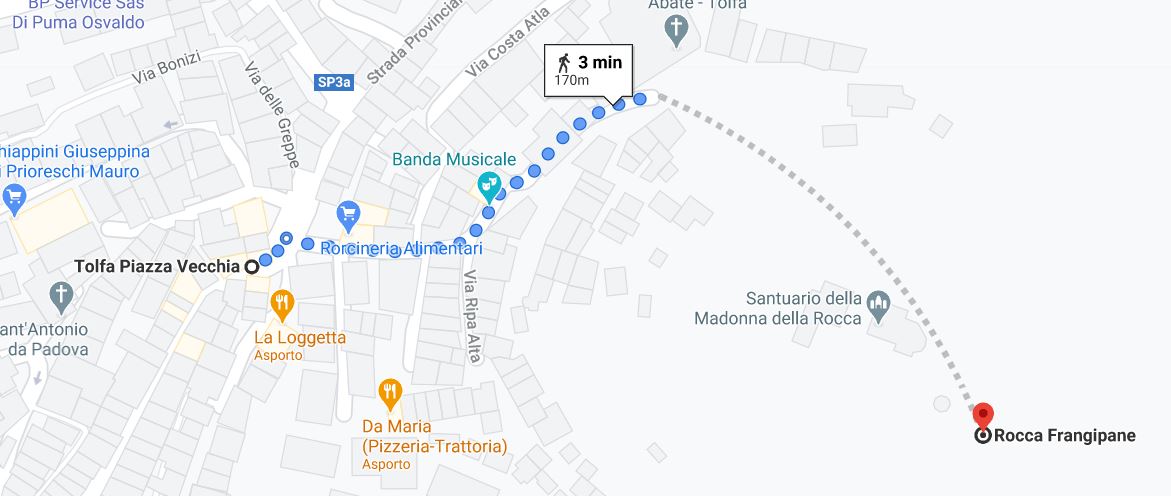 BP Service Sas
Di Puma Osvaldo
Abate - Tolfa
Via Bonizi
Via delle Greppe
SP3a
Strada Provincial
Via Costa Atla
3 min
170m
hiappini Giuseppina
i Prioreschi Mauro
Banda Musicale
Rorcineria Alimentari
Tolfa Piazza Vecchia
Via Ripa Alta
Santuario della
Madonna della Rocca
ant'Antonio
da Padova
La Loggetta
Asporto
Da Maria
(Pizzeria-Trattoria)
Asporto
Rocca Frangipane